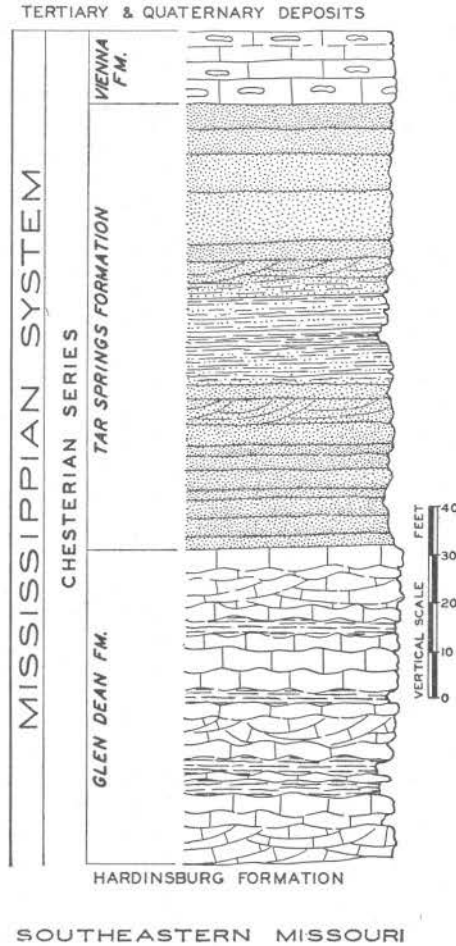 TERTIARY & QUATERNARY DEPOSITS
MISSISSIPPIAN SYSTEM
CHESTERIAN SERIES
VIENNA
FM.
TAR SPRINGS FORMATION
GLEN DEAN FM.
VERTICAL SCALE FEET
40
30
20
10
0
HARDINSBURG FORMATION
SOUTHEASTERN MISSOURI